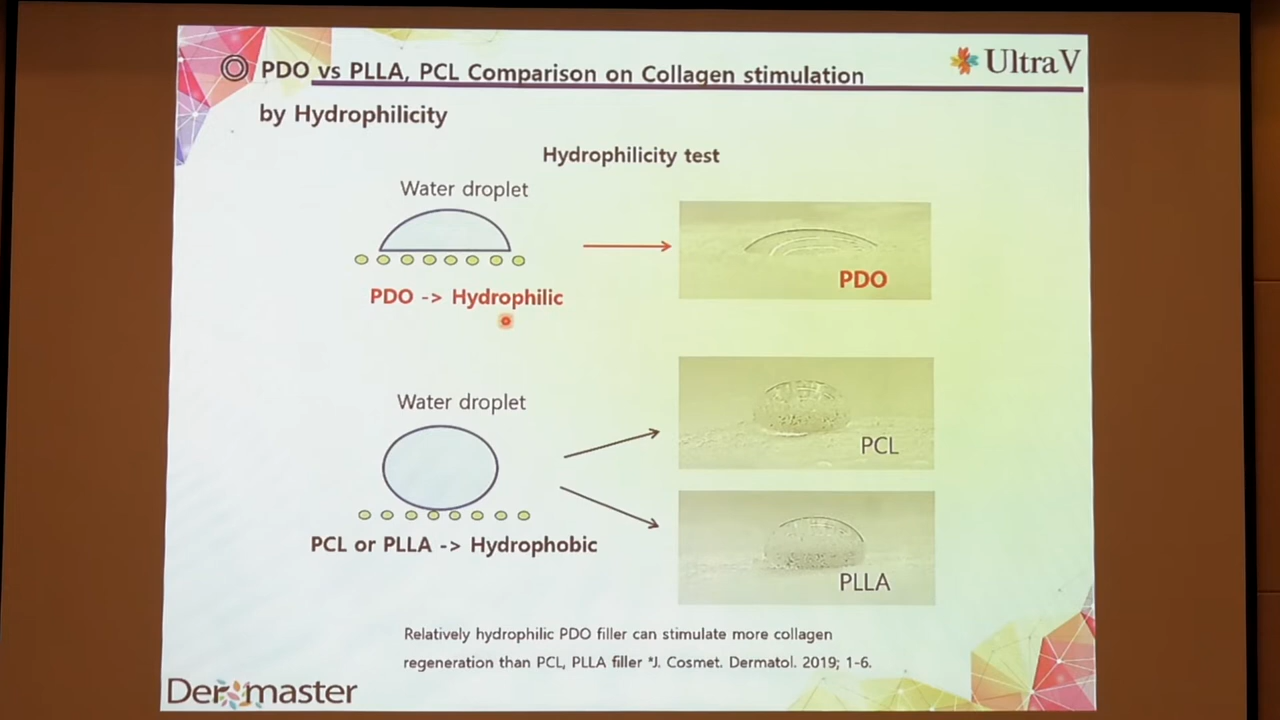 PDO vs PLLA, PCL Comparison on Collagen stimulation
by Hydrophilicity
UltraV
Hydrophilicity test
Water droplet
PDO -> Hydrophilic
PDO
Water droplet
PCL or PLLA -> Hydrophobic
PCL
PLLA
Relatively hydrophilic PDO filler can stimulate more collagen
regeneration than PCL, PLLA filler *J. Cosmet. Dermatol. 2019; 1-6.
Dermaster